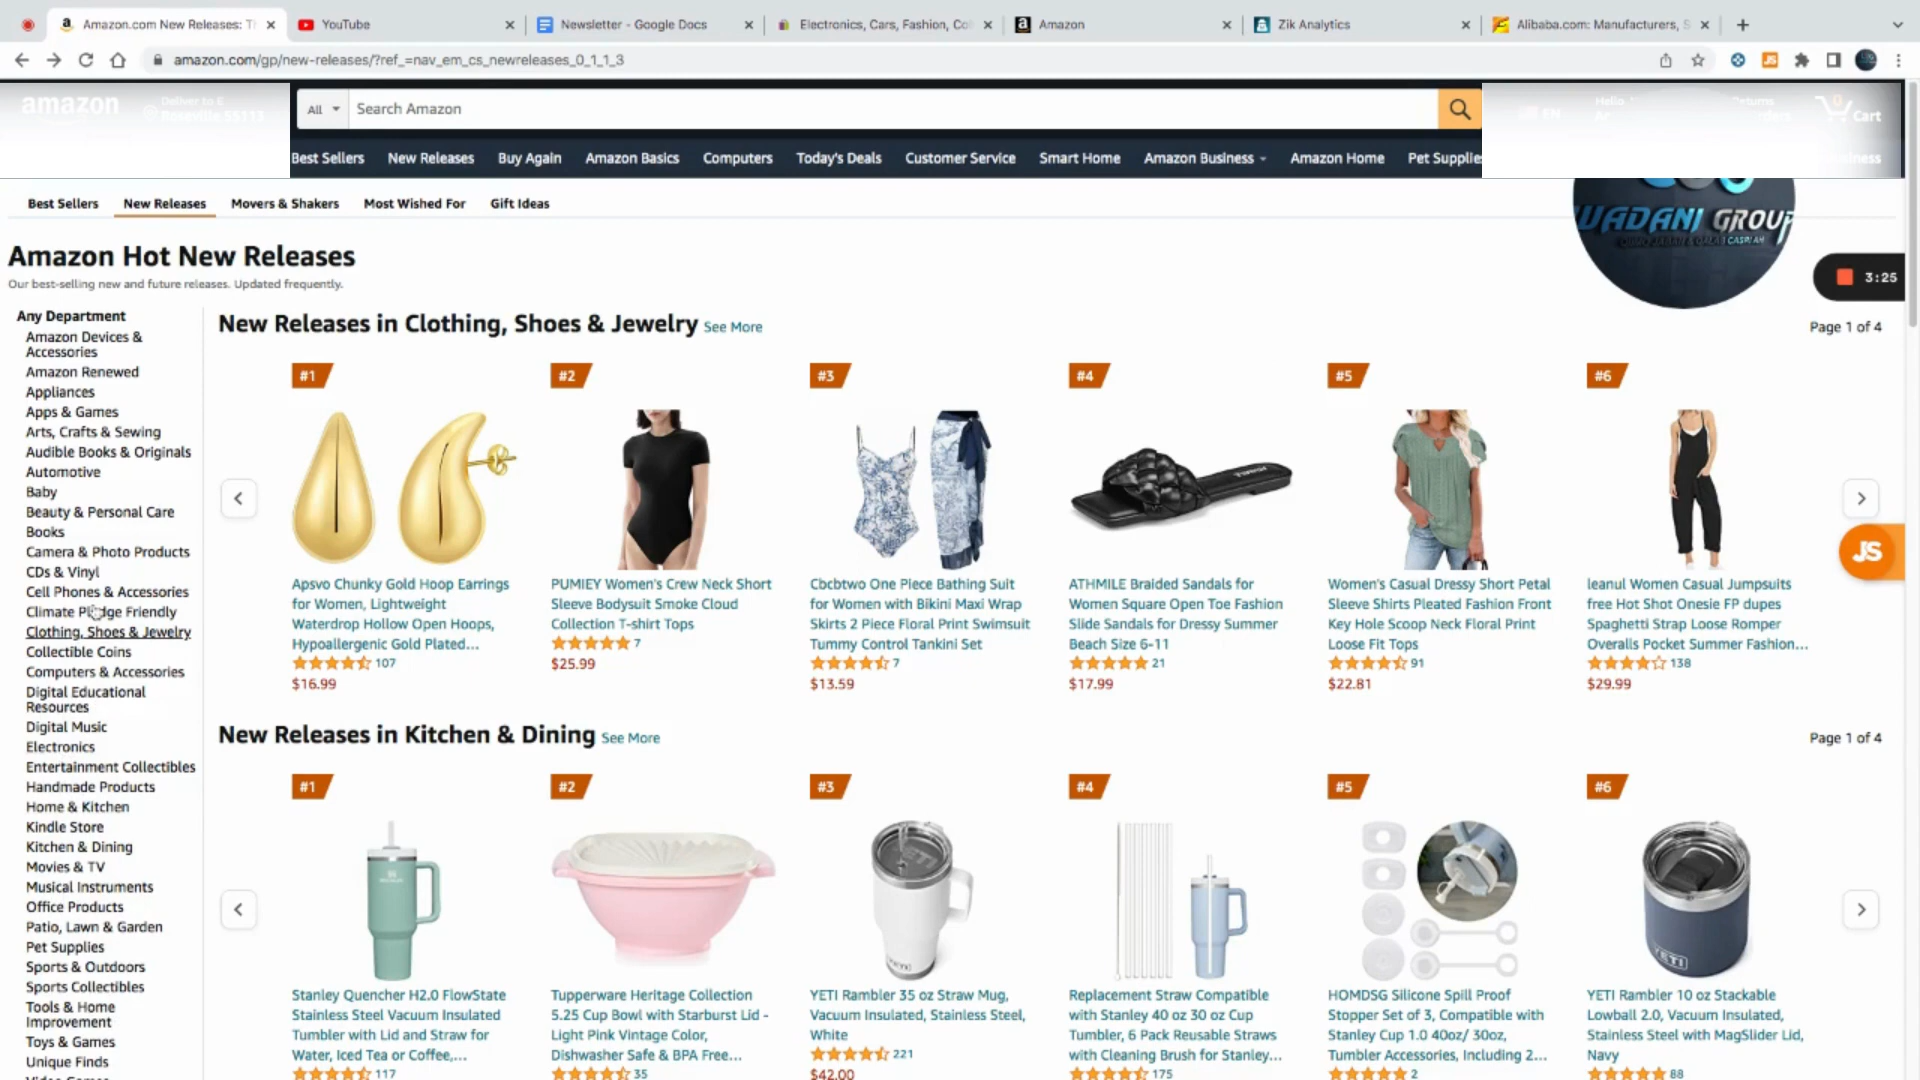 Amazon.com New Releases: Th
YouTube
Newsletter - Google Docs
Electronics, Cars, Fashion, Co
Amazon
Zik Analytics
Alibaba.com: Manufacturers, S
amazon.com/gp/new-releases/?ref_=nav_em_cs_newreleases_0_1_1_3
amazon
Deliver to E
Roseville 55113
All
Search Amazon
EN
Hello,
Returns
0
Cart
Best Sellers
New Releases
Buy Again
Amazon Basics
Computers
Today's Deals
Customer Service
Smart Home
Amazon Business
Amazon Home
Pet Supplies
Best Sellers
New Releases
Movers & Shakers
Most Wished For
Gift Ideas
WADANI GROUP
3:25
Amazon Hot New Releases
Our best-selling new and future releases. Updated frequently.
Any Department
Amazon Devices &
Accessories
Amazon Renewed
Appliances
Apps & Games
Arts, Crafts & Sewing
Audible Books & Originals
Automotive
Baby
Beauty & Personal Care
Books
Camera & Photo Products
CDs & Vinyl
Cell Phones & Accessories
Climate Pledge Friendly
Clothing, Shoes & Jewelry
Collectible Coins
Computers & Accessories
Digital Educational
Resources
Digital Music
Electronics
Entertainment Collectibles
Handmade Products
Home & Kitchen
Kindle Store
Kitchen & Dining
Movies & TV
Musical Instruments
Office Products
Patio, Lawn & Garden
Pet Supplies
Sports & Outdoors
Sports Collectibles
Tools & Home
Improvement
Toys & Games
Unique Finds
Video Games
New Releases in Clothing, Shoes & Jewelry See More
Page 1 of 4
#1
Apsvo Chunky Gold Hoop Earrings
for Women, Lightweight
Waterdrop Hollow Open Hoops,
Hypoallergenic Gold Plated...
107
$16.99
#2
PUMIEY Women's Crew Neck Short
Sleeve Bodysuit Smoke Cloud
Collection T-shirt Tops
7
$25.99
#3
Cbcbtwo One Piece Bathing Suit
for Women with Bikini Maxi Wrap
Skirts 2 Piece Floral Print Swimsuit
Tummy Control Tankini Set
7
$13.59
#4
ATHMILE Braided Sandals for
Women Square Open Toe Fashion
Slide Sandals for Dressy Summer
Beach Size 6-11
21
$17.99
#5
Women's Casual Dressy Short Petal
Sleeve Shirts Pleated Fashion Front
Key Hole Scoop Neck Floral Print
Loose Fit Tops
91
$22.81
#6
leanul Women Casual Jumpsuits
free Hot Shot Onesie FP dupes
Spaghetti Strap Loose Romper
Overalls Pocket Summer Fashion...
138
$29.99
JS
New Releases in Kitchen & Dining See More
Page 1 of 4
#1
Stanley Quencher H2.0 FlowState
Stainless Steel Vacuum Insulated
Tumbler with Lid and Straw for
Water, Iced Tea or Coffee,...
117
#2
Tupperware Heritage Collection
5.25 Cup Bowl with Starburst Lid -
Light Pink Vintage Color,
Dishwasher Safe & BPA Free...
35
#3
YETI
YETI Rambler 35 oz Straw Mug,
Vacuum Insulated, Stainless Steel,
White
221
$42.00
#4
Replacement Straw Compatible
with Stanley 40 oz 30 oz Cup
Tumbler, 6 Pack Reusable Straws
with Cleaning Brush for Stanley...
175
#5
HOMDSG Silicone Spill Proof
Stopper Set of 3, Compatible with
Stanley Cup 1.0 40oz/ 30oz,
Tumbler Accessories, Including 2...
2
#6
YETI
YETI Rambler 10 oz Stackable
Lowball 2.0, Vacuum Insulated,
Stainless Steel with MagSlider Lid,
Navy
88